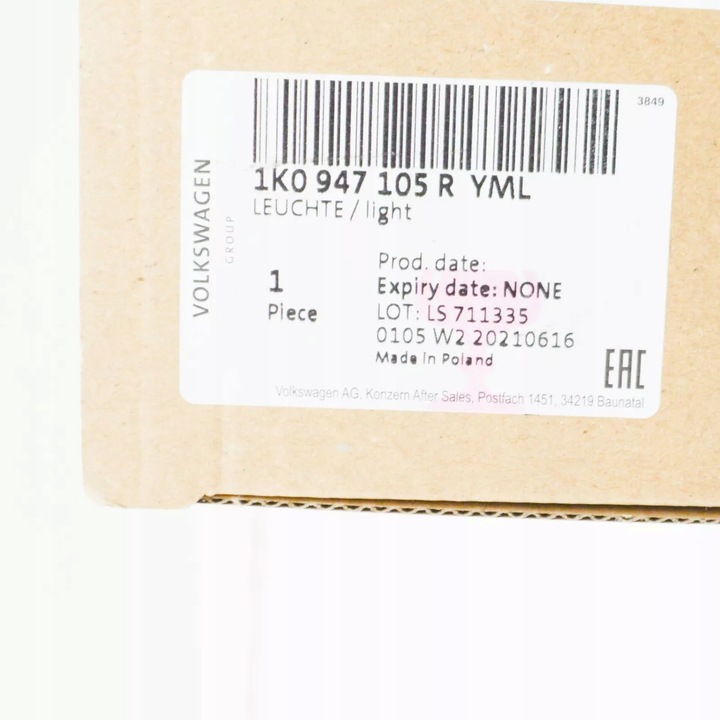 3849
1K0 947 105 R YML
LEUCHTE / light
VOLKSWAGEN
GROUP
1
Piece
Prod. date:
Expiry date: NONE
LOT: LS 711335
0105 W2 20210616
Made in Poland
EAC
Volkswagen AG, Konzern After Sales, Postfach 1451, 34219 Baunatal